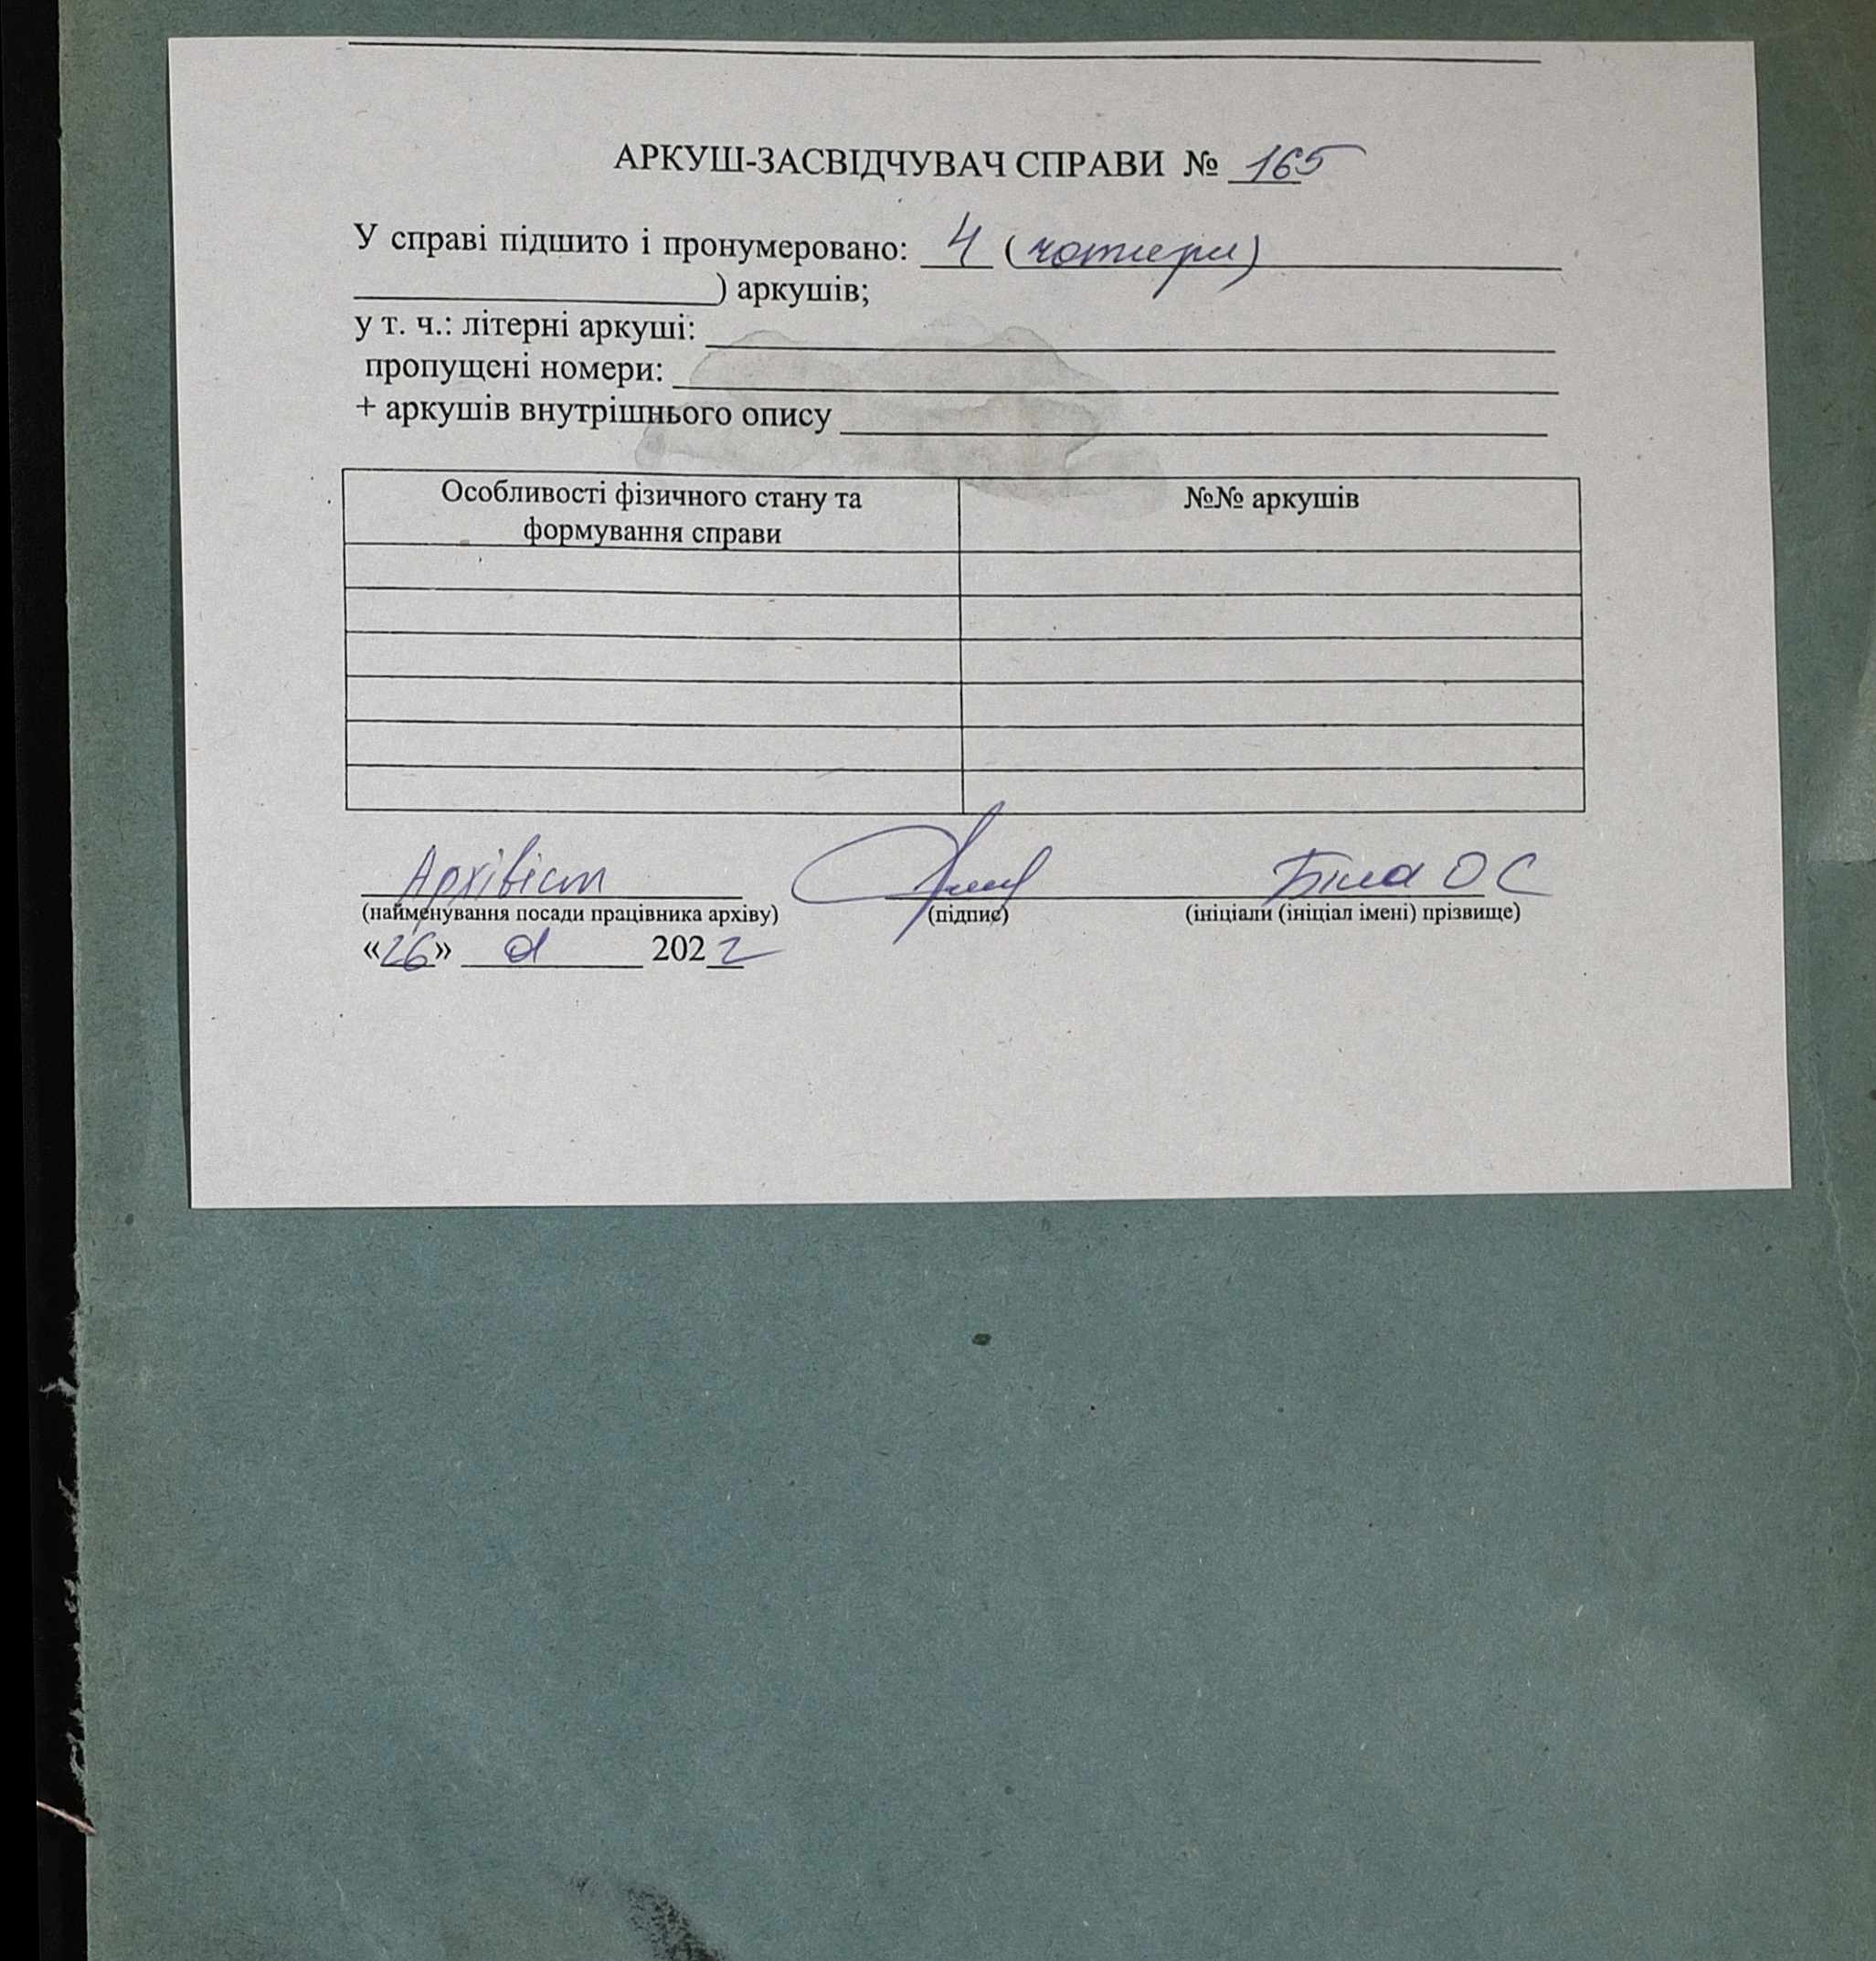 АРКУШ-ЗАСВІДЧУВАЧ СПРАВИ № 165
У справі підшито і пронумеровано: 4 (чотири)
) аркушів;
у т. ч.: літерні аркуші:
пропущені номери:
+ аркушів внутрішнього опису
Особливості фізичного стану та формування справи №№ аркушів
Архівіст Біла О С
(найменування посади працівника архіву) (підпис) (ініціали (ініціал імені) прізвище)
«26» 2022